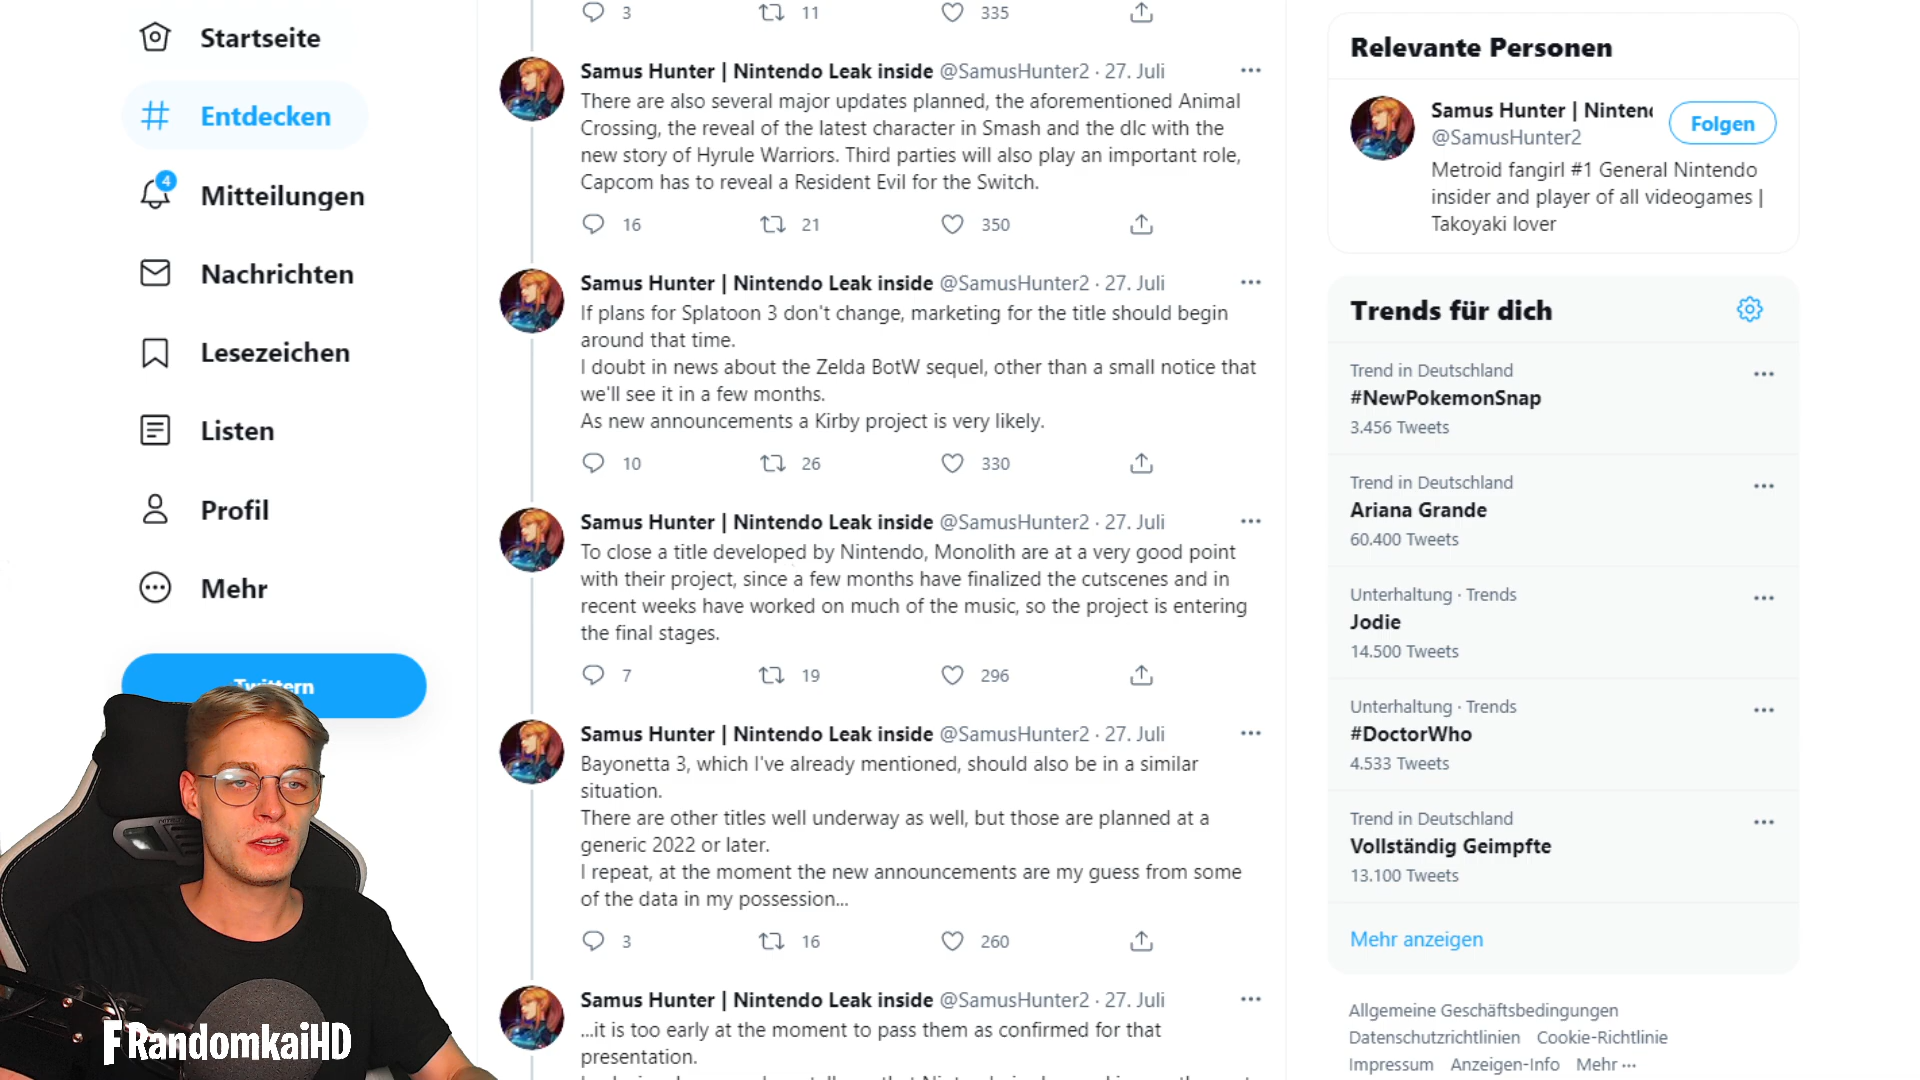 Startseite
Entdecken
4
Mitteilungen
Nachrichten
Lesezeichen
Listen
Profil
Mehr
Twittern
3 11 335
Samus Hunter | Nintendo Leak inside @SamusHunter2 · 27. Juli
There are also several major updates planned, the aforementioned Animal
Crossing, the reveal of the latest character in Smash and the dlc with the
new story of Hyrule Warriors. Third parties will also play an important role,
Capcom has to reveal a Resident Evil for the Switch.
16 21 350
Samus Hunter | Nintendo Leak inside @SamusHunter2 · 27. Juli
If plans for Splatoon 3 don't change, marketing for the title should begin
around that time.
I doubt in news about the Zelda BotW sequel, other than a small notice that
we'll see it in a few months.
As new announcements a Kirby project is very likely.
10 26 330
Samus Hunter | Nintendo Leak inside @SamusHunter2 · 27. Juli
To close a title developed by Nintendo, Monolith are at a very good point
with their project, since a few months have finalized the cutscenes and in
recent weeks have worked on much of the music, so the project is entering
the final stages.
7 19 296
Samus Hunter | Nintendo Leak inside @SamusHunter2 · 27. Juli
Bayonetta 3, which I've already mentioned, should also be in a similar
situation.
There are other titles well underway as well, but those are planned at a
generic 2022 or later.
I repeat, at the moment the new announcements are my guess from some
of the data in my possession...
3 16 260
Samus Hunter | Nintendo Leak inside @SamusHunter2 · 27. Juli
...it is too early at the moment to pass them as confirmed for that
presentation.
Relevante Personen
Samus Hunter | Ninten
@SamusHunter2
Folgen
Metroid fangirl #1 General Nintendo
insider and player of all videogames |
Takoyaki lover
Trends für dich
Trend in Deutschland
#NewPokemonSnap
3.456 Tweets
Trend in Deutschland
Ariana Grande
60.400 Tweets
Unterhaltung · Trends
Jodie
14.500 Tweets
Unterhaltung · Trends
#DoctorWho
4.533 Tweets
Trend in Deutschland
Vollständig Geimpfte
13.100 Tweets
Mehr anzeigen
Allgemeine Geschäftsbedingungen
Datenschutzrichtlinien Cookie-Richtlinie
Impressum Anzeigen-Info Mehr ···
RandomkaiHD